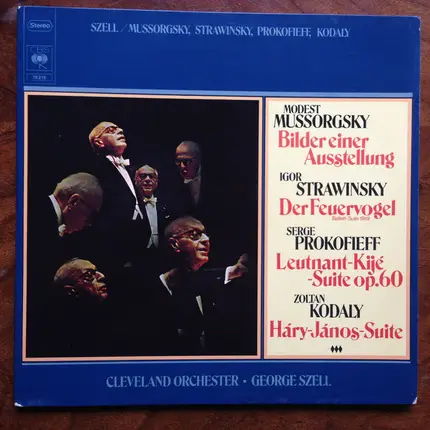 Stereo
SZELL / MUSSORGSKY, STRAWINSKY, PROKOFIEFF, KODALY
CBS
MODEST
MUSSORGSKY
Bilder einer
Ausstellung
IGOR
STRAWINSKY
Der Feuervogel
SERGE
PROKOFIEFF
Leutnant-Kijé
-Suite op.60
ZOLTAN
KODALY
Háry-János-Suite
CLEVELAND ORCHESTER • GEORGE SZELL